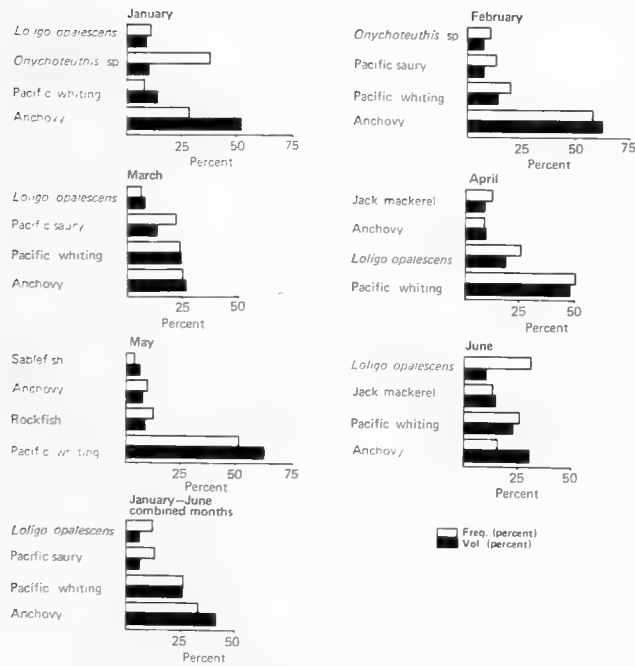 January
Loligo opalescens
Onychoteuthis sp
Pacific whiting
Anchovy
25 50 75
Percent
February
Onychoteuthis sp
Pacific saury
Pacific whiting
Anchovy
25 50 75
Percent
March
Loligo opalescens
Pacific saury
Pacific whiting
Anchovy
25 50
Percent
April
Jack mackerel
Anchovy
Loligo opalescens
Pacific whiting
25 50
Percent
May
Sablefish
Anchovy
Rockfish
Pacific whiting
25 50 75
Percent
June
Loligo opalescens
Jack mackerel
Pacific whiting
Anchovy
25 50
Percent
January—June
combined months
Loligo opalescens
Pacific saury
Pacific whiting
Anchovy
25 50
Percent
Freq. (percent)
Vol (percent)